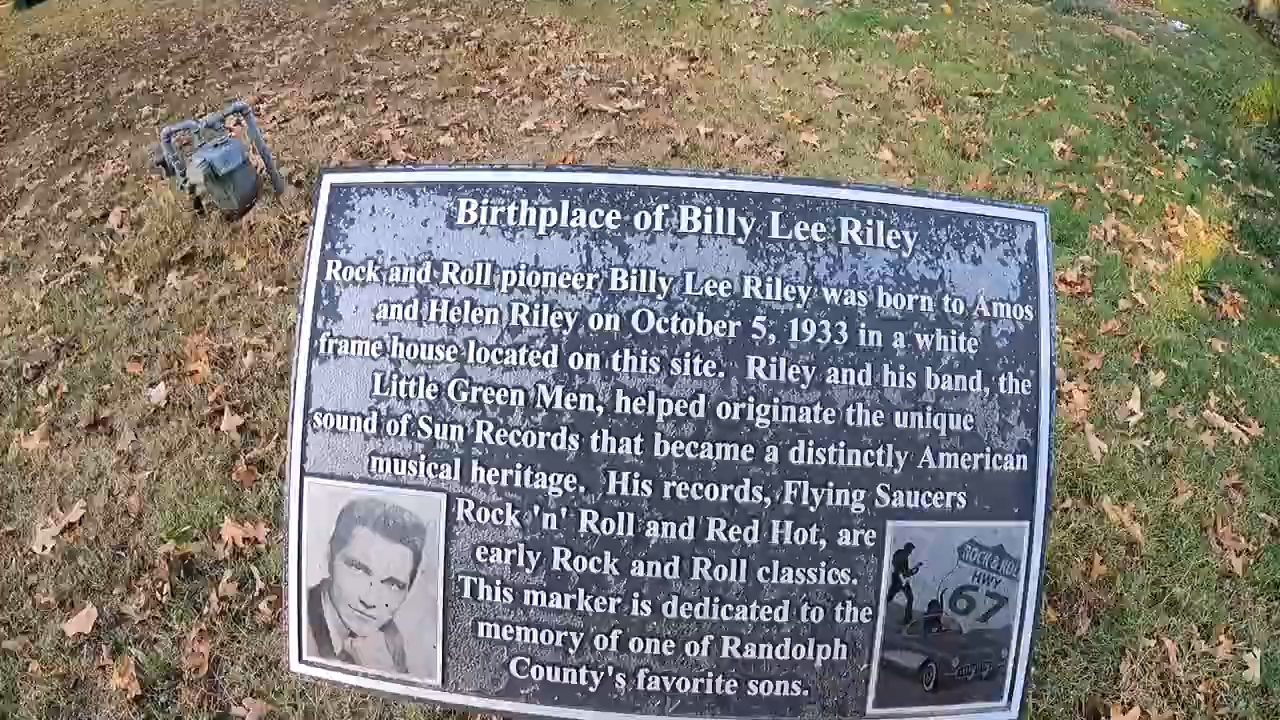 Birthplace of Billy Lee Riley
Rock and Roll pioneer Billy Lee Riley was born to Amos
and Helen Riley on October 5, 1933 in a white
frame house located on this site. Riley and his band, the
Little Green Men, helped originate the unique
sound of Sun Records that became a distinctly American
musical heritage. His records, Flying Saucers
Rock 'n' Roll and Red Hot, are
early Rock and Roll classics.
This marker is dedicated to the
memory of one of Randolph
County's favorite sons.
ROCK & ROLL
HWY
67